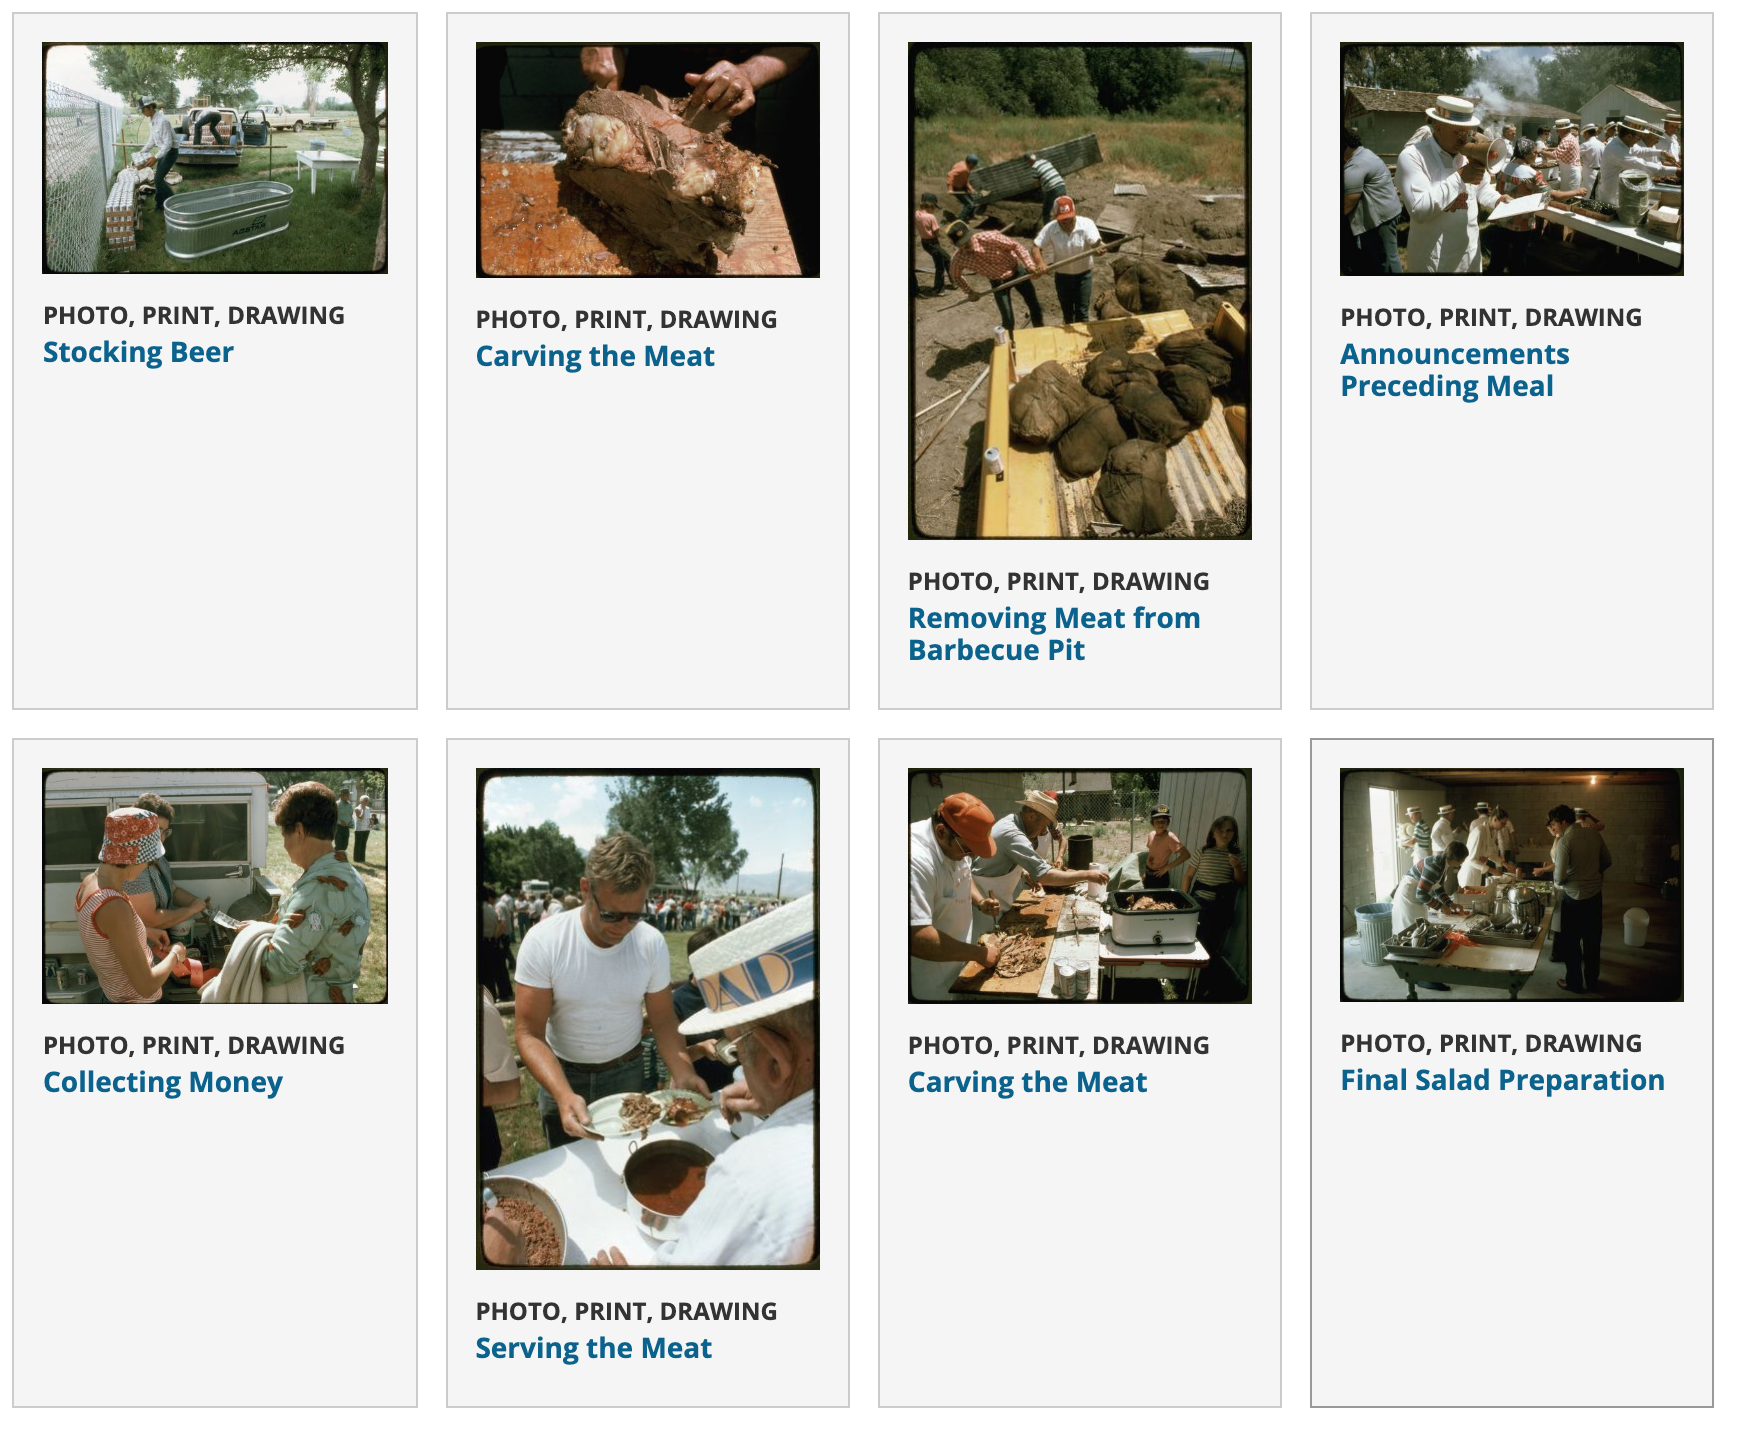 AGSTAR
PHOTO, PRINT, DRAWING
Stocking Beer
PHOTO, PRINT, DRAWING
Carving the Meat
PHOTO, PRINT, DRAWING
Removing Meat from
Barbecue Pit
PHOTO, PRINT, DRAWING
Announcements
Preceding Meal
PHOTO, PRINT, DRAWING
Collecting Money
DAND
PHOTO, PRINT, DRAWING
Serving the Meat
PHOTO, PRINT, DRAWING
Carving the Meat
PHOTO, PRINT, DRAWING
Final Salad Preparation